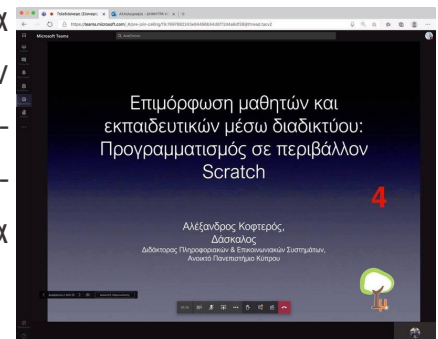 α
ν
–
–
α
Microsoft Teams
Επιμόρφωση μαθητών και
εκπαιδευτικών μέσω διαδικτύου:
Προγραμματισμός σε περιβάλλον
Scratch
4
Αλέξανδρος Κοφτερός,
Δάσκαλος
Διδάκτορας Πληροφοριακών & Επικοινωνιακών Συστημάτων,
Ανοικτό Πανεπιστήμιο Κύπρου